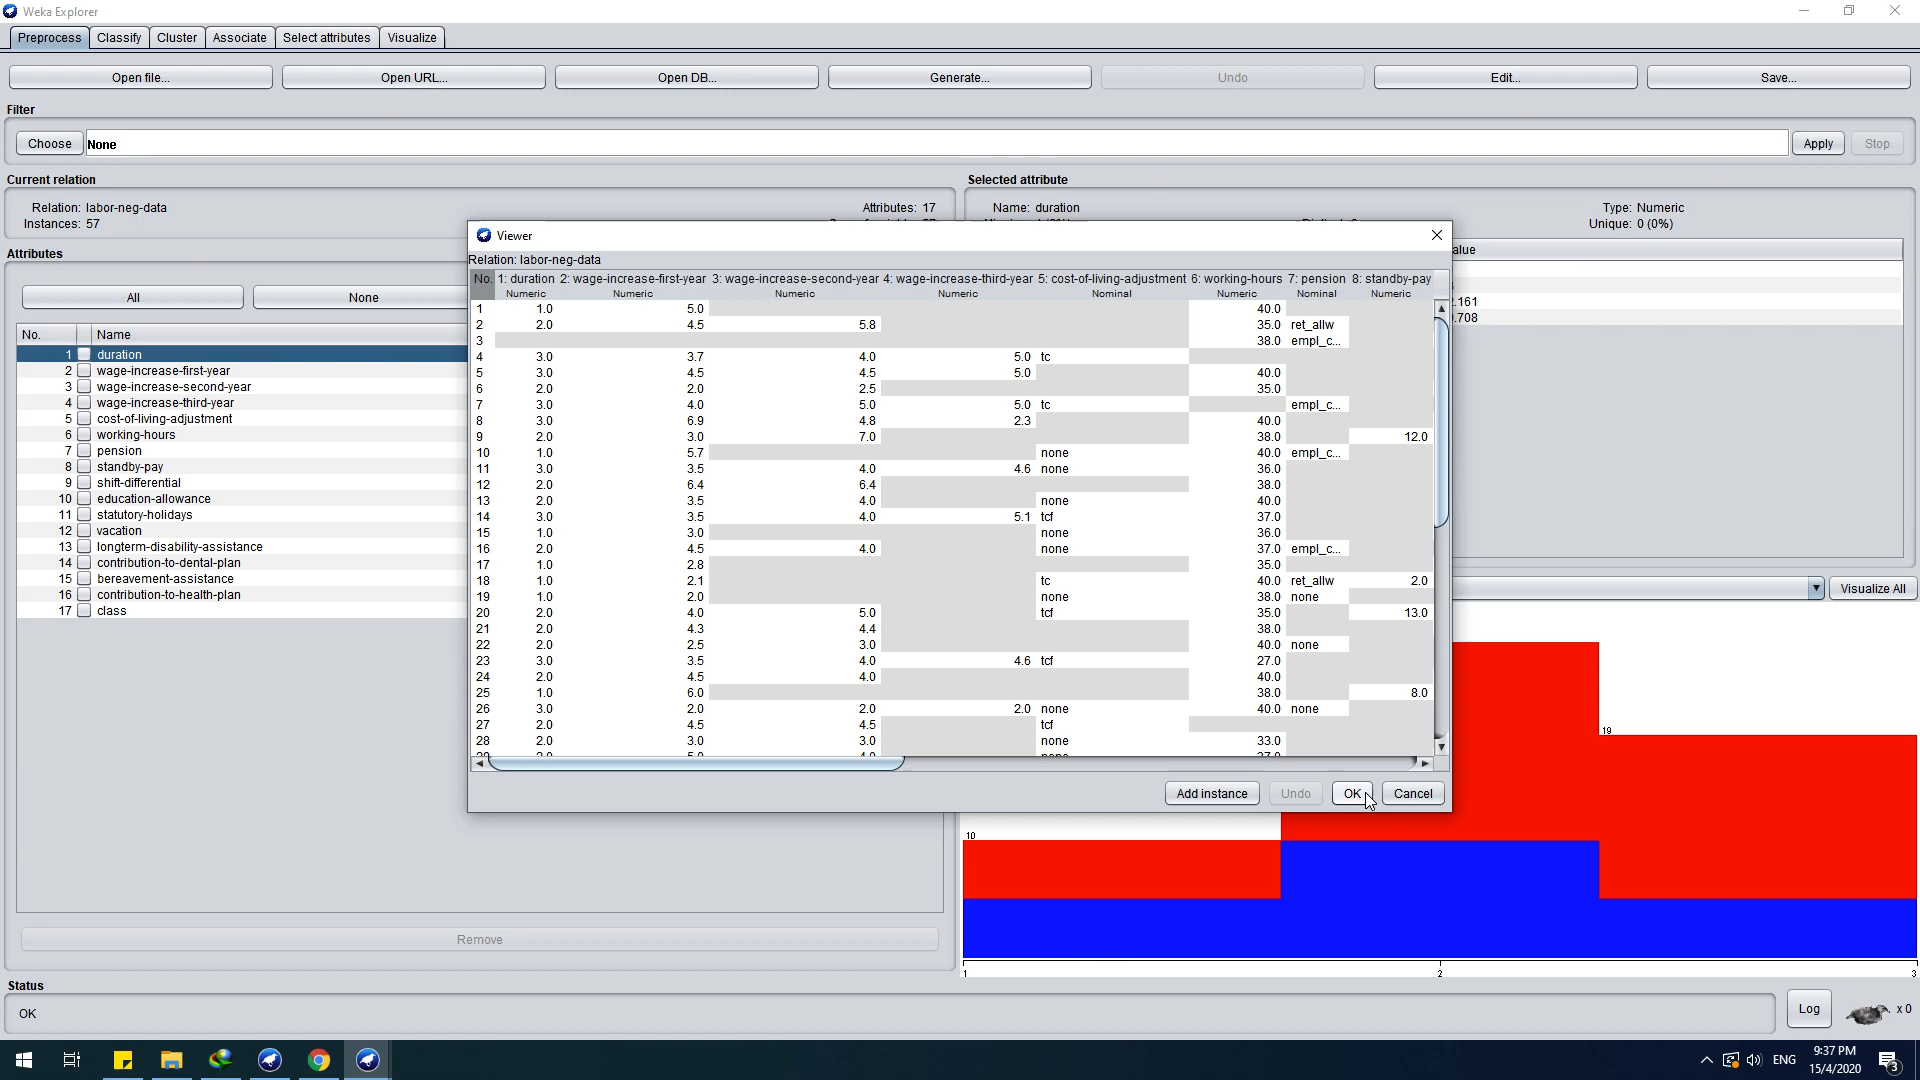 Weka Explorer
Preprocess Classify Cluster Associate Select attributes Visualize
Open file... Open URL... Open DB... Generate... Undo Edit... Save...
Filter
Choose None Apply Stop
Current relation
Relation: labor-neg-data Attributes: 17
Instances: 57
Selected attribute
Name: duration Type: Numeric
Unique: 0 (0%)
Attributes
All None
No. Name
1 duration
2 wage-increase-first-year
3 wage-increase-second-year
4 wage-increase-third-year
5 cost-of-living-adjustment
6 working-hours
7 pension
8 standby-pay
9 shift-differential
10 education-allowance
11 statutory-holidays
12 vacation
13 longterm-disability-assistance
14 contribution-to-dental-plan
15 bereavement-assistance
16 contribution-to-health-plan
17 class
Remove
Viewer
Relation: labor-neg-data
No. 1: duration 2: wage-increase-first-year 3: wage-increase-second-year 4: wage-increase-third-year 5: cost-of-living-adjustment 6: working-hours 7: pension 8: standby-pay
Numeric Numeric Numeric Numeric Nominal Numeric Nominal Numeric
1 1.0 5.0 40.0
2 2.0 4.5 5.8 35.0 ret_allw
3 38.0 empl_c...
4 3.0 3.7 4.0 5.0 tc
5 3.0 4.5 4.5 5.0 40.0
6 2.0 2.0 2.5 35.0
7 3.0 4.0 5.0 5.0 tc empl_c...
8 3.0 6.9 4.8 2.3 40.0
9 2.0 3.0 7.0 38.0 12.0
10 1.0 5.7 none 40.0 empl_c...
11 3.0 3.5 4.0 4.6 none 36.0
12 2.0 6.4 6.4 38.0
13 2.0 3.5 4.0 none 40.0
14 3.0 3.5 4.0 5.1 tcf 37.0
15 1.0 3.0 none 36.0
16 2.0 4.5 4.0 none 37.0 empl_c...
17 1.0 2.8 35.0
18 1.0 2.1 tc 40.0 ret_allw 2.0
19 1.0 2.0 none 38.0 none
20 2.0 4.0 5.0 tcf 35.0 13.0
21 2.0 4.3 4.4 38.0
22 2.0 2.5 3.0 40.0 none
23 3.0 3.5 4.0 4.6 tcf 27.0
24 2.0 4.5 4.0 40.0
25 1.0 6.0 38.0 8.0
26 3.0 2.0 2.0 2.0 none 40.0 none
27 2.0 4.5 4.5 tcf
28 2.0 3.0 3.0 none 33.0
Add instance Undo OK Cancel
alue
.161
.708
Visualize All
19
10
1 2 3
Status
OK
Log x 0
ENG
9:37 PM
15/4/2020
3